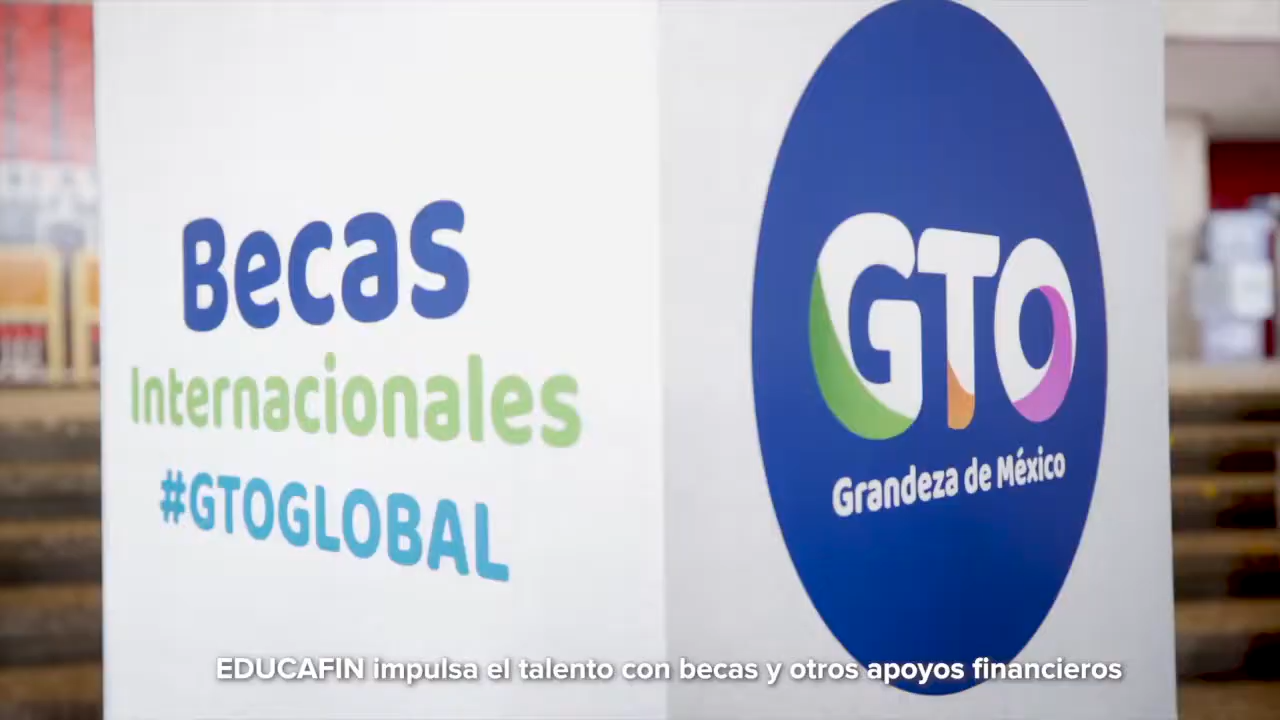 Becas
Internacionales
#GTOGLOBAL
GTO
Grandeza de México
EDUCAFIN impulsa el talento con becas y otros apoyos financieros